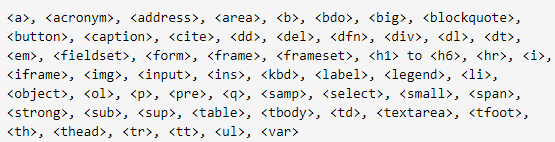 <a>, <acronym>, <address>, <area>, <b>, <bdo>, <big>, <blockquote>,
<button>, <caption>, <cite>, <dd>, <del>, <dfn>, <div>, <dl>, <dt>,
<em>, <fieldset>, <form>, <frame>, <frameset>, <h1> to <h6>, <hr>, <i>,
<iframe>, <img>, <input>, <ins>, <kbd>, <label>, <legend>, <li>,
<object>, <ol>, <p>, <pre>, <q>, <samp>, <select>, <small>, <span>,
<strong>, <sub>, <sup>, <table>, <tbody>, <td>, <textarea>, <tfoot>,
<th>, <thead>, <tr>, <tt>, <ul>, <var>